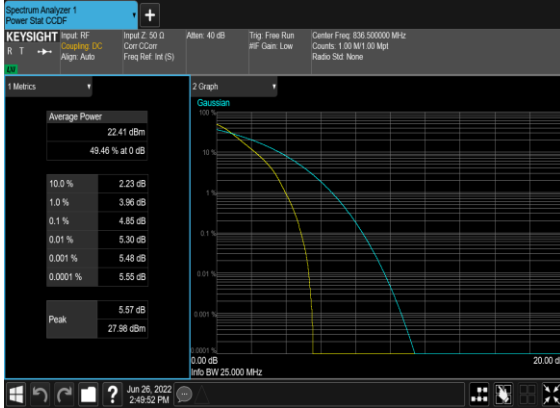 Spectrum Analyzer 1
Power Stat CCDF
+
KEYSIGHT
R T
LXI
Input: RF
Coupling: DC
Align: Auto
Input Z: 50 Ω
Corr CCorr
Freq Ref: Int (S)
Atten: 40 dB
Trig: Free Run
#IF Gain: Low
Center Freq: 836.500000 MHz
Counts: 1.00 M/1.00 Mpt
Radio Std: None
1 Metrics
Average Power
22.41 dBm
49.46 % at 0 dB
10.0 % 2.23 dB
1.0 % 3.96 dB
0.1 % 4.85 dB
0.01 % 5.30 dB
0.001 % 5.48 dB
0.0001 % 5.55 dB
Peak
5.57 dB
27.98 dBm
2 Graph
Gaussian
100 %
10 %
1 %
0.1 %
0.01 %
0.001 %
0.0001 %
0.00 dB
20.00 d
Info BW 25.000 MHz
?
Jun 26, 2022
2:49:52 PM